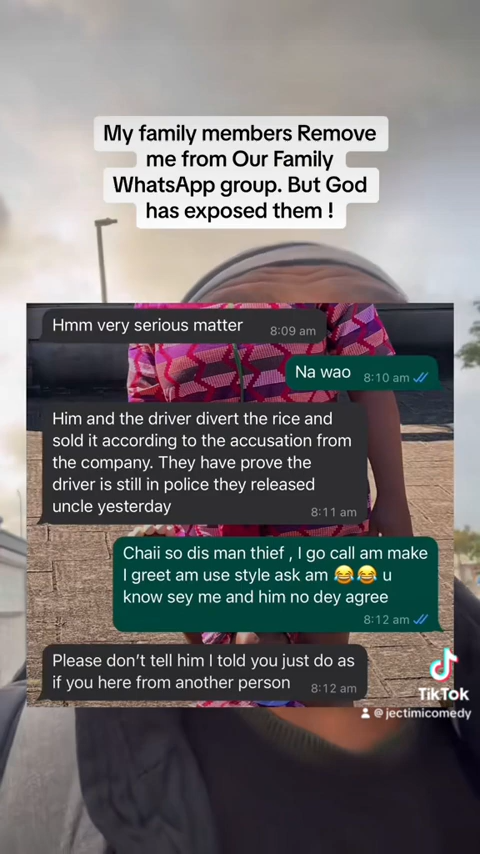 My family members Remove
me from Our Family
WhatsApp group. But God
has exposed them !
Hmm very serious matter 8:09 am
Na wao 8:10 am
Him and the driver divert the rice and
sold it according to the accusation from
the company. They have prove the
driver is still in police they released
uncle yesterday
8:11 am
Chaii so dis man thief , I go call am make
I greet am use style ask am 😂😂 u
know sey me and him no dey agree
8:12 am
Please don’t tell him I told you just do as
if you here from another person 8:12 am
TikTok
@jectimicomedy